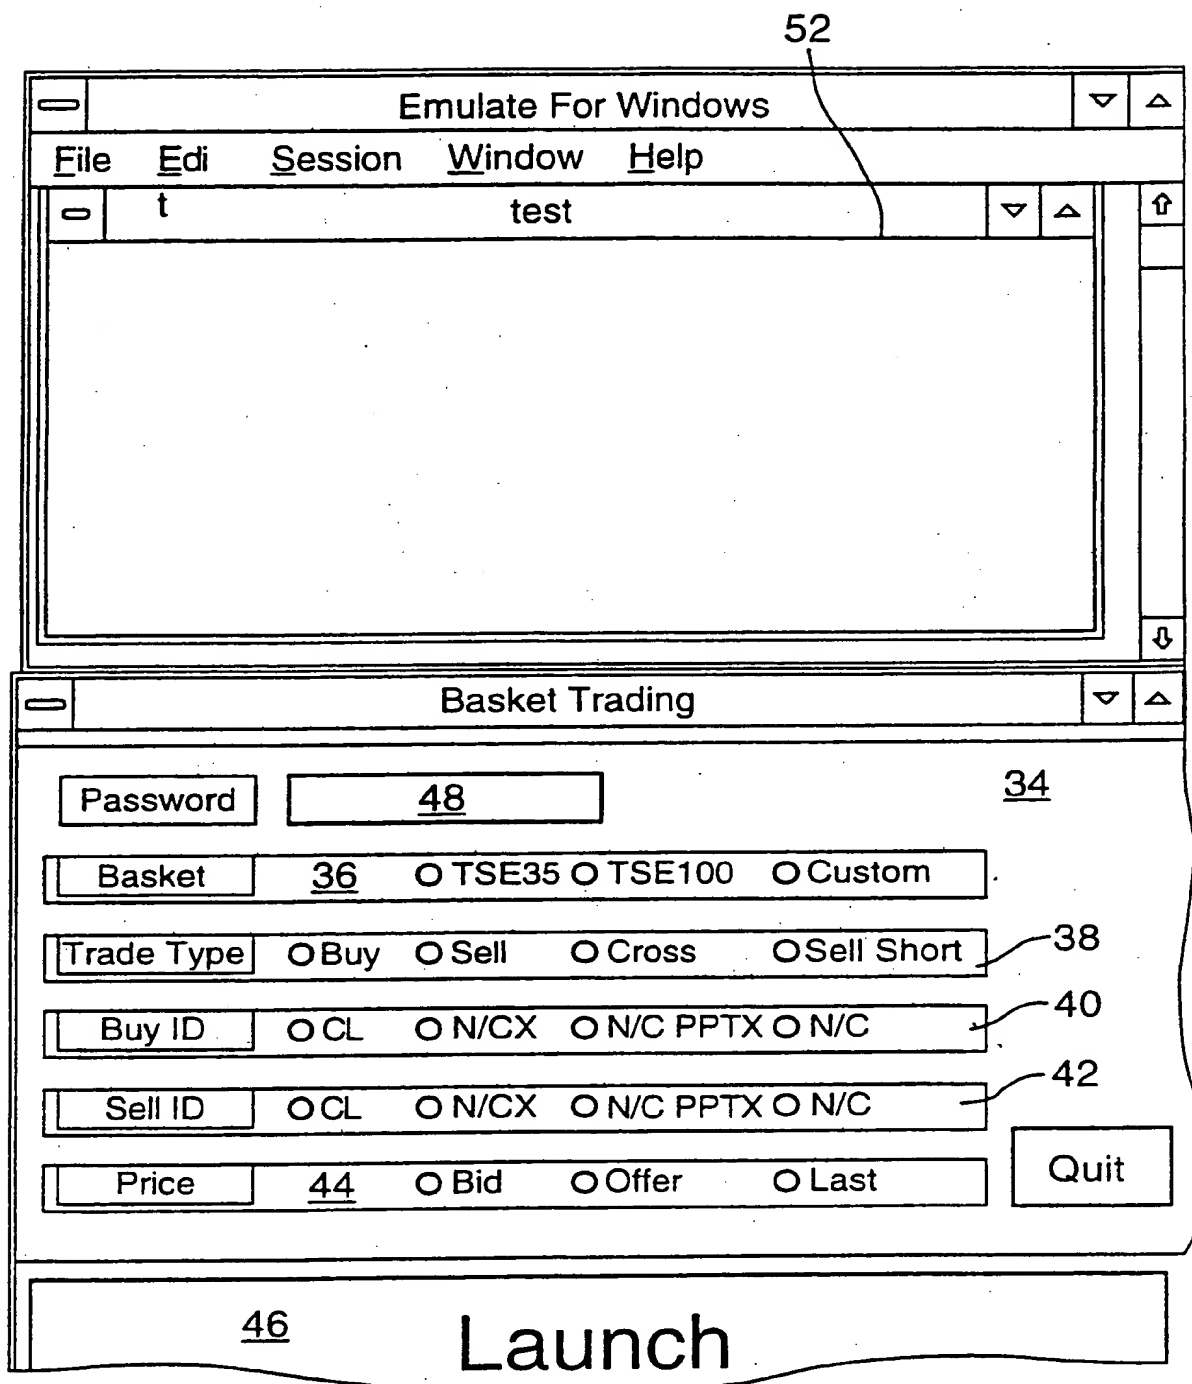 52
Emulate For Windows
File Edi Session Window Help
t
test
Basket Trading
Password 48 34
Basket 36 TSE35 TSE100 Custom
Trade Type Buy Sell Cross Sell Short 38
Buy ID CL N/CX N/C PPTX N/C 40
Sell ID CL N/CX N/C PPTX N/C 42
Price 44 Bid Offer Last
Quit
46 Launch